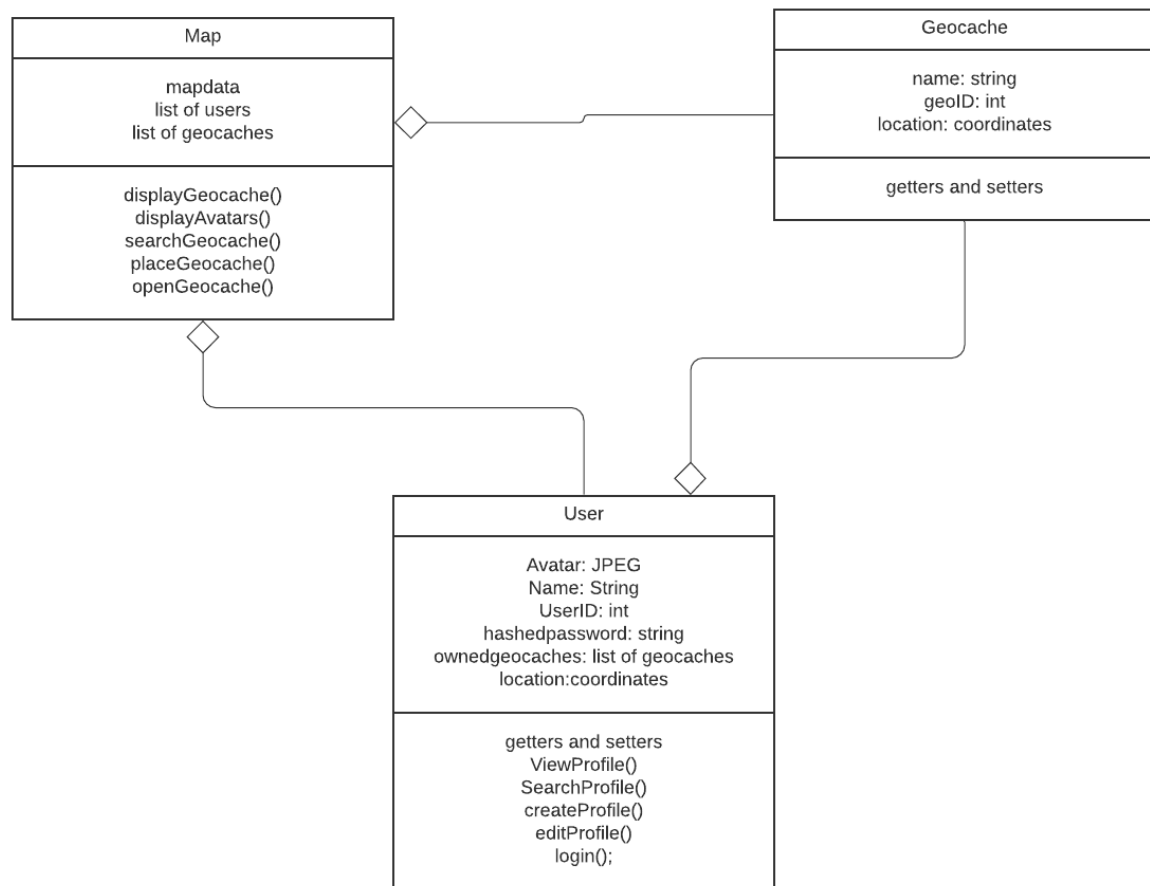 Map
mapdata
list of users
list of geocaches
displayGeocache()
displayAvatars()
searchGeocache()
placeGeocache()
openGeocache()
Geocache
name: string
geoID: int
location: coordinates
getters and setters
User
Avatar: JPEG
Name: String
UserID: int
hashedpassword: string
ownedgeocaches: list of geocaches
location:coordinates
getters and setters
ViewProfile()
SearchProfile()
createProfile()
editProfile()
login();